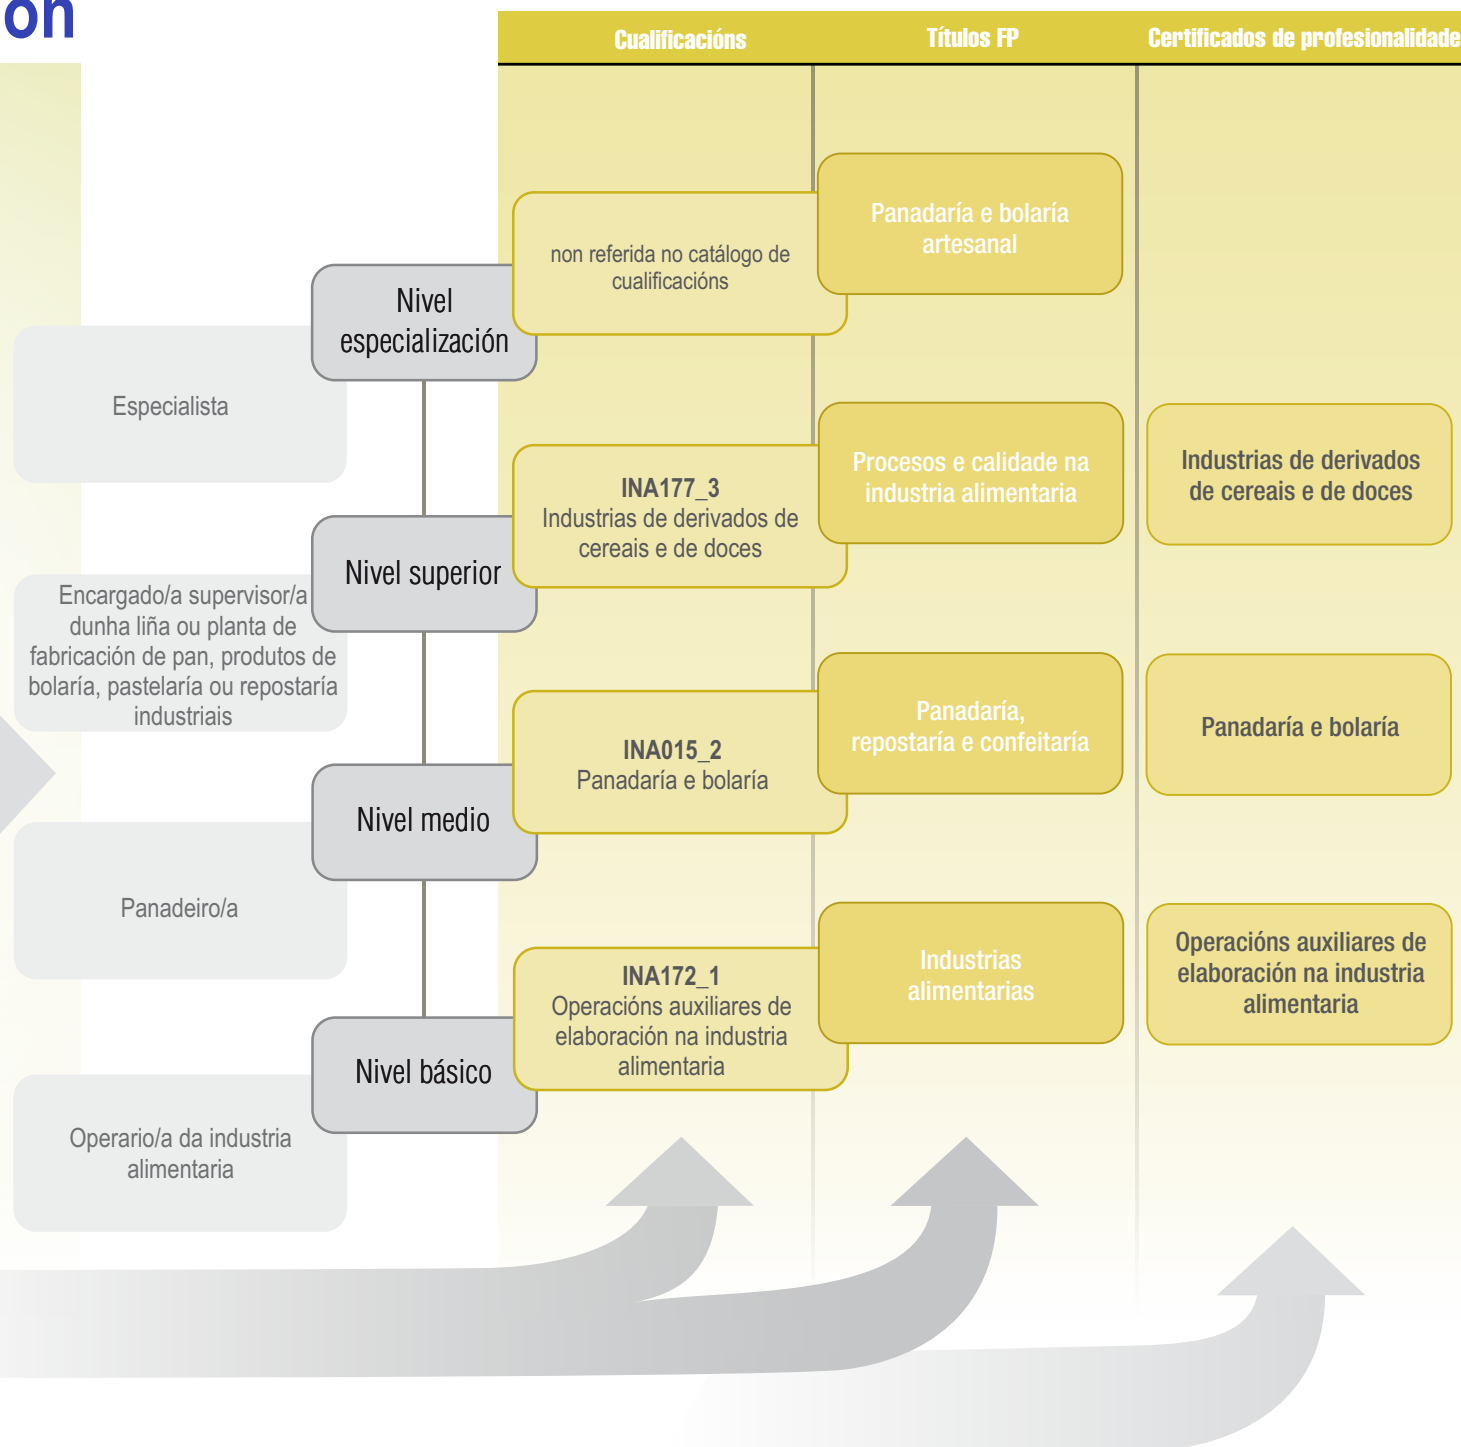 ón
Cualificacións
Títulos FP
Certificados de profesionalidade
Nivel
especialización
non referida no catálogo de
cualificacións
Panadaría e bolaría
artesanal
Especialista
Nivel superior
INA177_3
Industrias de derivados de
cereais e de doces
Procesos e calidade na
industria alimentaria
Industrias de derivados
de cereais e de doces
Encargado/a supervisor/a
dunha liña ou planta de
fabricación de pan, produtos de
bolaría, pastelaría ou repostaría
industriais
Nivel medio
INA015_2
Panadaría e bolaría
Panadaría,
repostaría e confeitaría
Panadaría e bolaría
Panadeiro/a
Nivel básico
INA172_1
Operacións auxiliares de
elaboración na industria
alimentaria
Industrias
alimentarias
Operacións auxiliares de
elaboración na industria
alimentaria
Operario/a da industria
alimentaria